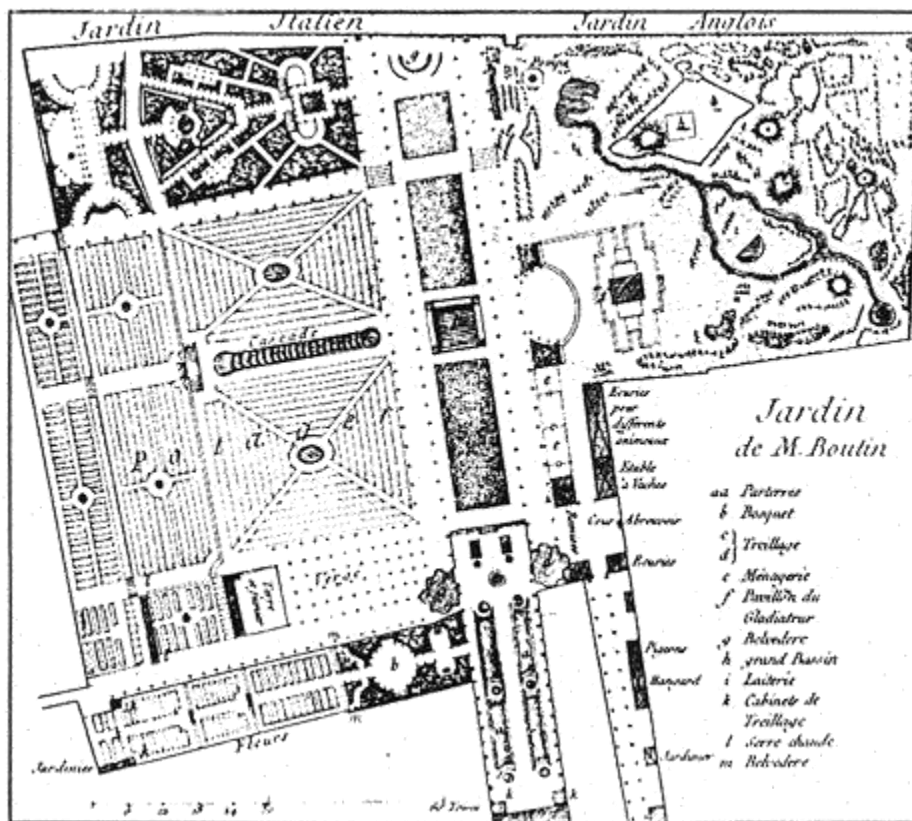 Jardin Italien Jardin Anglois
Cascade
Potager
Verger
Fleurs
Jardinier
b
m
m
k
k
Ecuries
pour
differents
animaux
Etable
à Vaches
Cour Abreuvoir
Ecuries
Pigeons
Hangard
Jardinier
Jardin
de M. Boutin
aa Parterres
b Bosquet
c
d } Treillage
e Ménagerie
f Pavillon du
Gladiateur
g Belvedere
h grand Bassin
i Laiterie
k Cabinets de
Treillage
l Serre chaude
m Belvedere